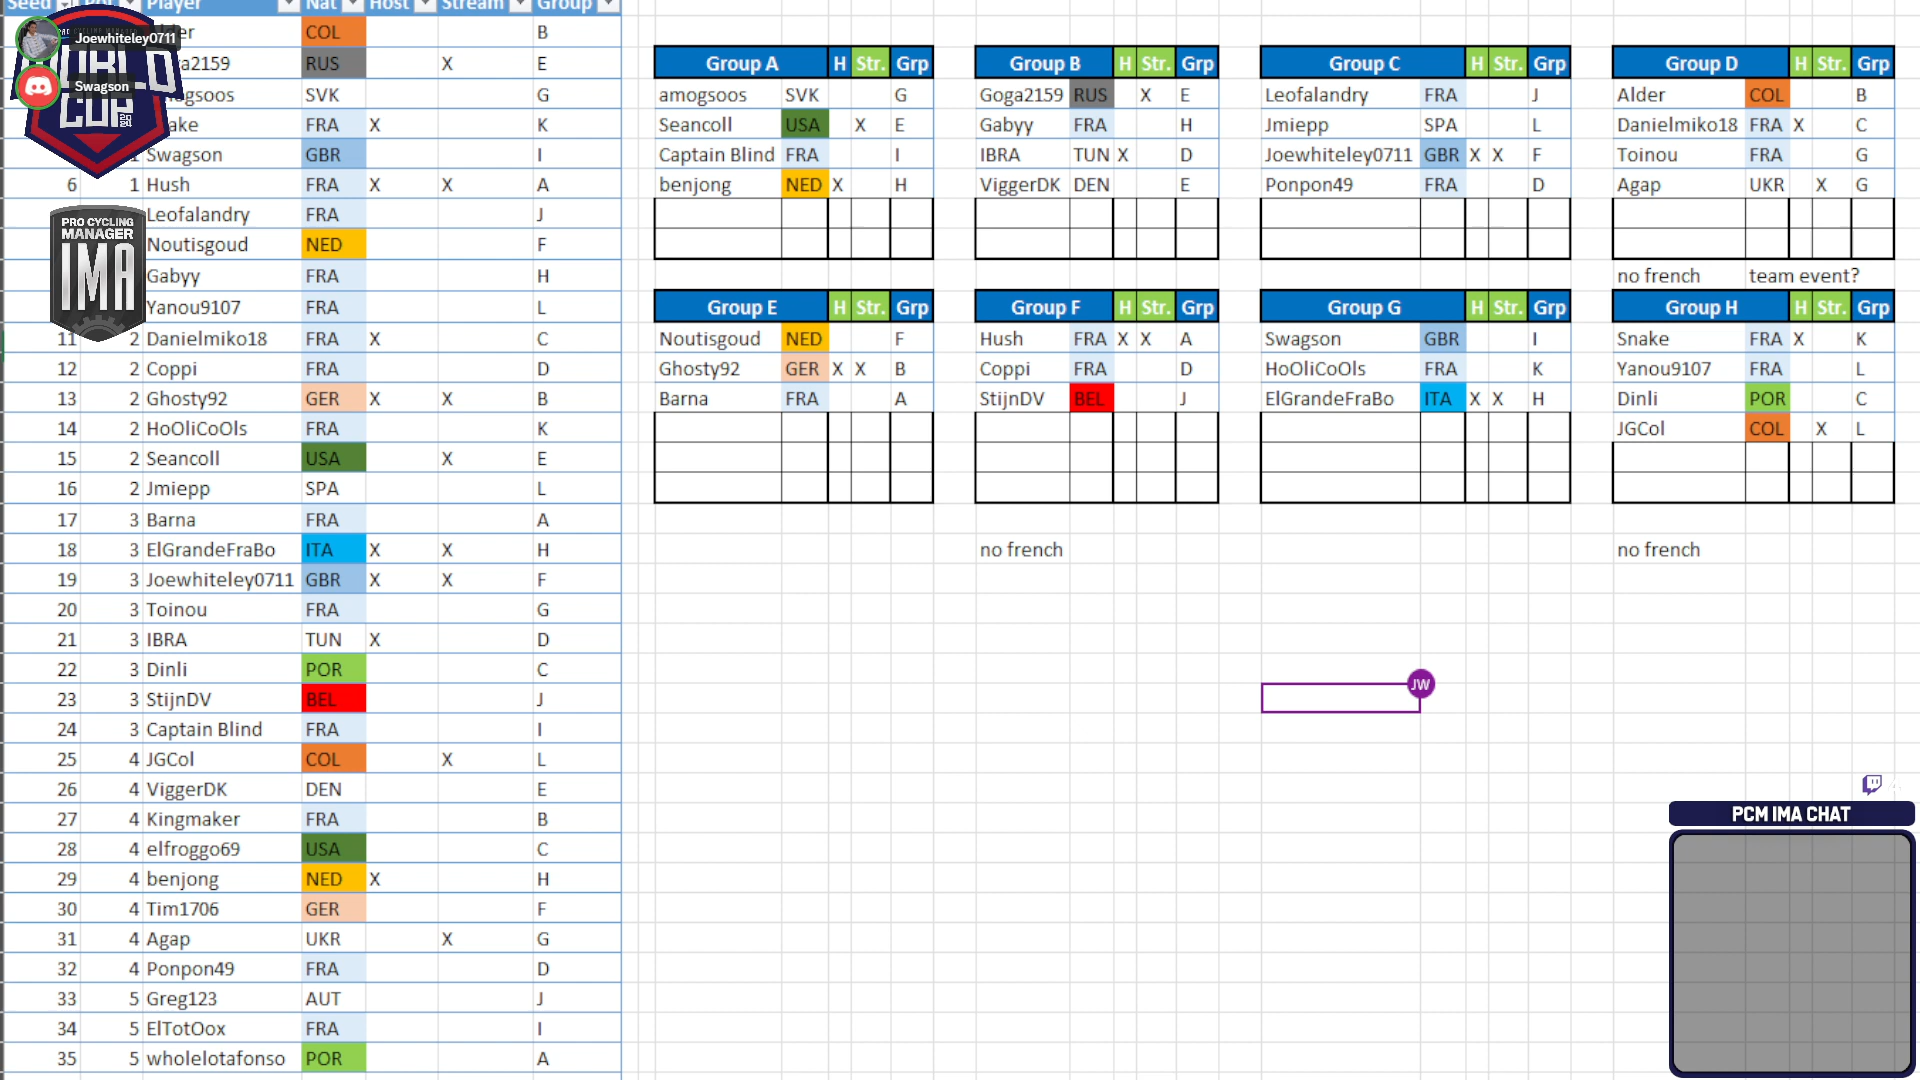 Seed Player Nat Host Stream Group
COL B
RUS X E
SVK G
FRA X K
Swagson GBR I
6 1 Hush FRA X X A
Leofalandry FRA J
Noutisgoud NED F
Gabyy FRA H
Yanou9107 FRA L
11 2 Danielmiko18 FRA X C
12 2 Coppi FRA D
13 2 Ghosty92 GER X X B
14 2 HoOliCoOls FRA K
15 2 Seancoll USA X E
16 2 Jmiepp SPA L
17 3 Barna FRA A
18 3 ElGrandeFraBo ITA X X H
19 3 Joewhiteley0711 GBR X X F
20 3 Toinou FRA G
21 3 IBRA TUN X D
22 3 Dinli POR C
23 3 StijnDV BEL J
24 3 Captain Blind FRA I
25 4 JGCol COL X L
26 4 ViggerDK DEN E
27 4 Kingmaker FRA B
28 4 elfroggo69 USA C
29 4 benjong NED X H
30 4 Tim1706 GER F
31 4 Agap UKR X G
32 4 Ponpon49 FRA D
33 5 Greg123 AUT J
34 5 ElTotOox FRA I
35 5 wholelotafonso POR A
Joewhiteley0711
Swagson
WORLD
CUP
PRO CYCLING
MANAGER
IMA
Group A H Str. Grp
amogsoos SVK G
Seancoll USA X E
Captain Blind FRA I
benjong NED X H
Group B H Str. Grp
Goga2159 RUS X E
Gabyy FRA H
IBRA TUN X D
ViggerDK DEN E
Group C H Str. Grp
Leofalandry FRA J
Jmiepp SPA L
Joewhiteley0711 GBR X X F
Ponpon49 FRA D
Group D H Str. Grp
Alder COL B
Danielmiko18 FRA X C
Toinou FRA G
Agap UKR X G
no french team event?
Group E H Str. Grp
Noutisgoud NED F
Ghosty92 GER X X B
Barna FRA A
Group F H Str. Grp
Hush FRA X X A
Coppi FRA D
StijnDV BEL J
no french
Group G H Str. Grp
Swagson GBR I
HoOliCoOls FRA K
ElGrandeFraBo ITA X X H
Group H H Str. Grp
Snake FRA X K
Yanou9107 FRA L
Dinli POR C
JGCol COL X L
no french
JW
PCM IMA CHAT